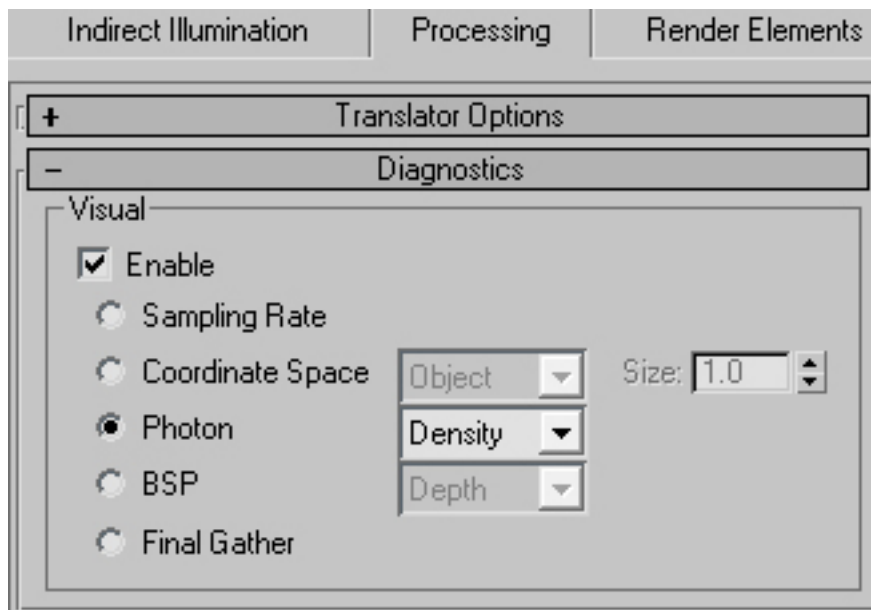 Indirect Illumination Processing Render Elements
+ Translator Options
- Diagnostics
Visual
Enable
Sampling Rate
Coordinate Space Object Size: 1.0
Photon Density
BSP Depth
Final Gather